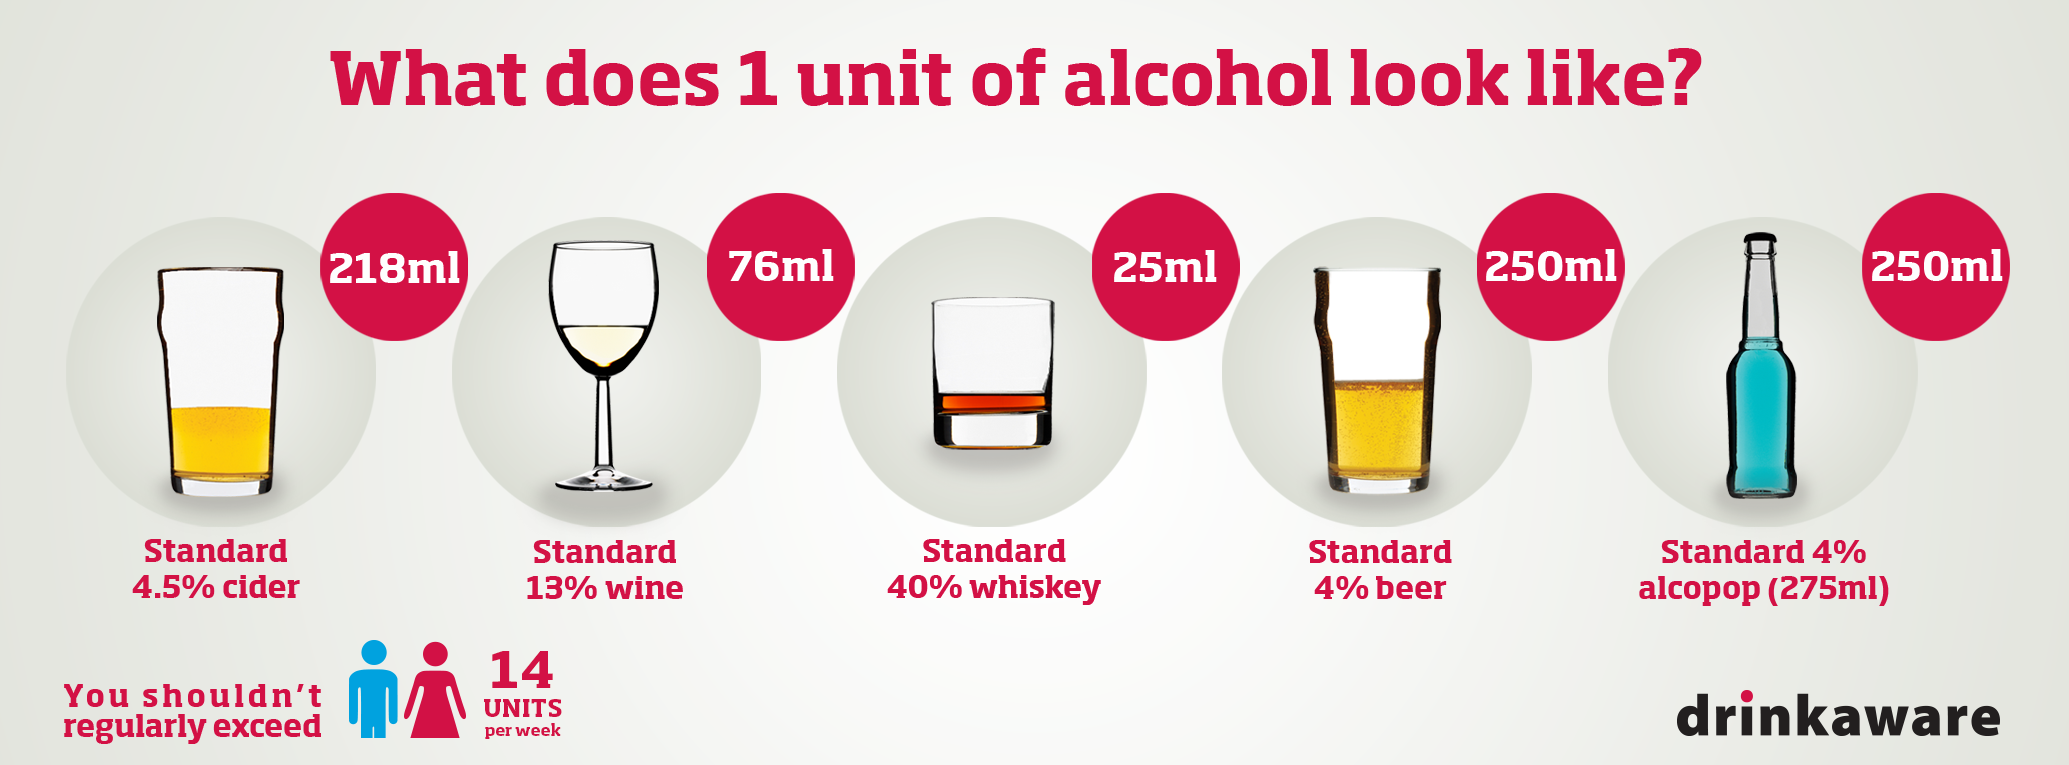 What does 1 unit of alcohol look like?
218ml
76ml
25ml
250ml
250ml
Standard
4.5% cider
Standard
13% wine
Standard
40% whiskey
Standard
4% beer
Standard 4%
alcopop (275ml)
You shouldn't
regularly exceed
14
UNITS
per week
drinkaware